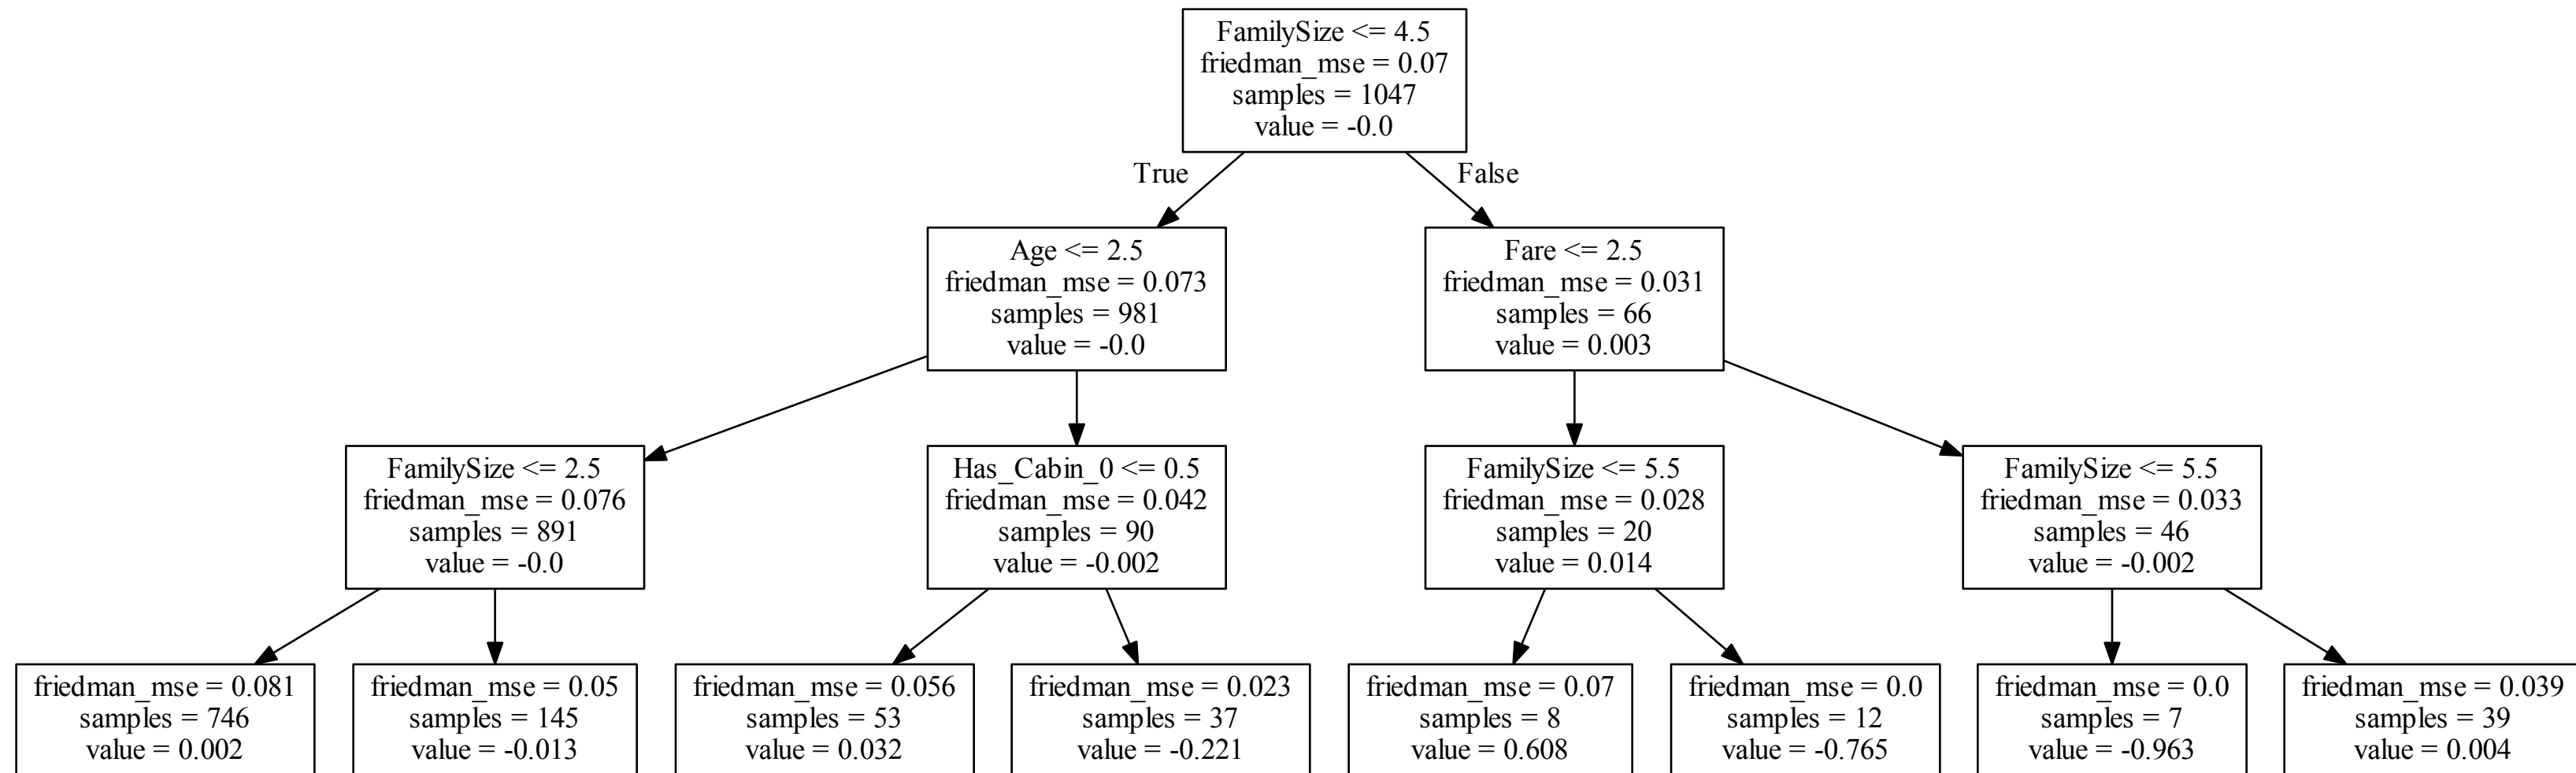 FamilySize <= 4.5
friedman_mse = 0.07
samples = 1047
value = -0.0
True
False
Age <= 2.5
friedman_mse = 0.073
samples = 981
value = -0.0
Fare <= 2.5
friedman_mse = 0.031
samples = 66
value = 0.003
FamilySize <= 2.5
friedman_mse = 0.076
samples = 891
value = -0.0
Has_Cabin_0 <= 0.5
friedman_mse = 0.042
samples = 90
value = -0.002
FamilySize <= 5.5
friedman_mse = 0.028
samples = 20
value = 0.014
FamilySize <= 5.5
friedman_mse = 0.033
samples = 46
value = -0.002
friedman_mse = 0.081
samples = 746
value = 0.002
friedman_mse = 0.05
samples = 145
value = -0.013
friedman_mse = 0.056
samples = 53
value = 0.032
friedman_mse = 0.023
samples = 37
value = -0.221
friedman_mse = 0.07
samples = 8
value = 0.608
friedman_mse = 0.0
samples = 12
value = -0.765
friedman_mse = 0.0
samples = 7
value = -0.963
friedman_mse = 0.039
samples = 39
value = 0.004